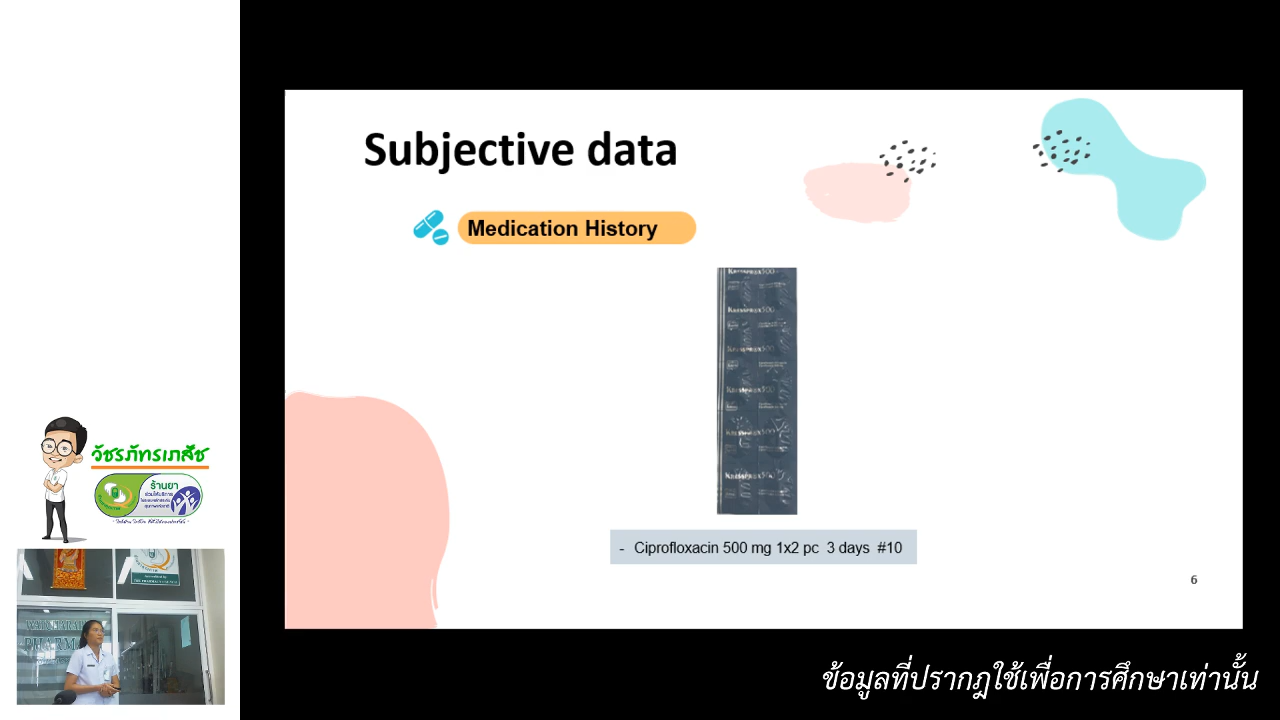 Subjective data
Medication History
- Ciprofloxacin 500 mg 1x2 pc 3 days #10
6
วัชรภัทรเภสัช
ร้านยา
ข้อมูลที่ปรากฏใช้เพื่อการศึกษาเท่านั้น